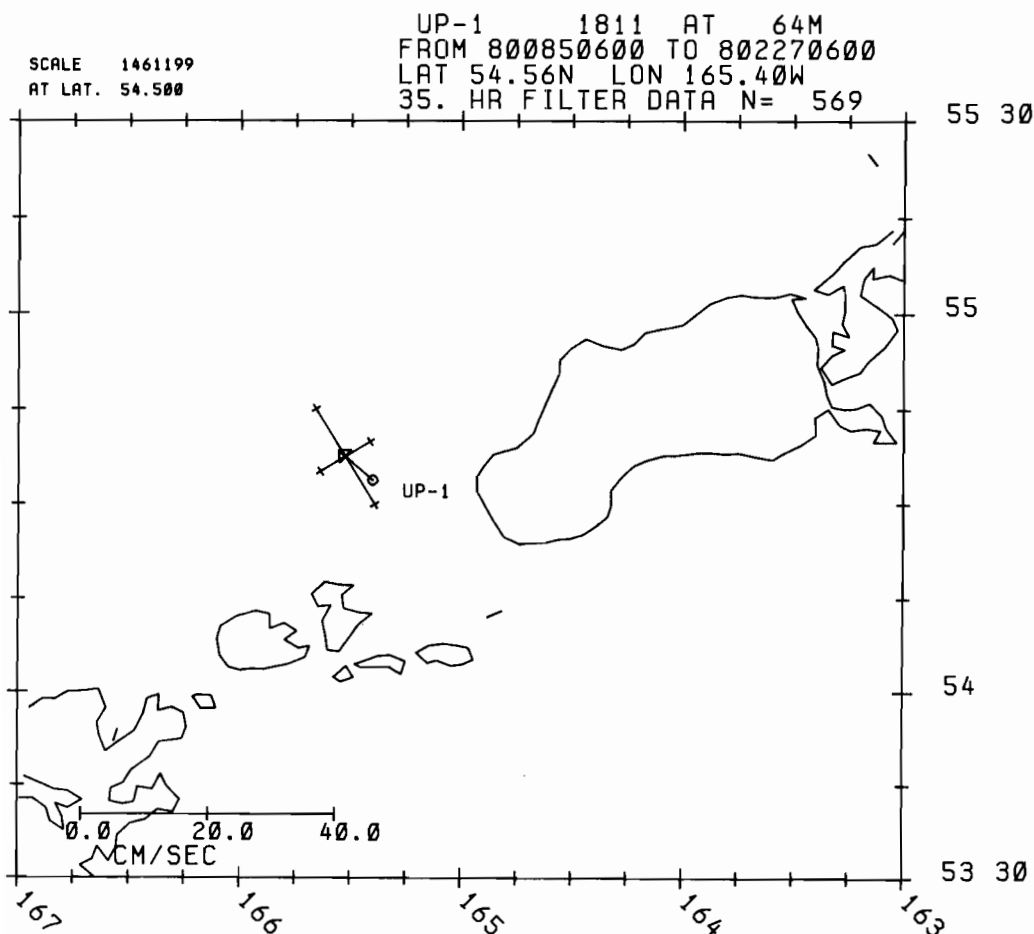 UP-1 1811 AT 64M
FROM 800850600 TO 802270600
LAT 54.56N LON 165.40W
35. HR FILTER DATA N= 569
SCALE 1461199
AT LAT. 54.500
55 30
55
UP-1
54
0.0 20.0 40.0
CM/SEC
53 30
167 166 165 164 163